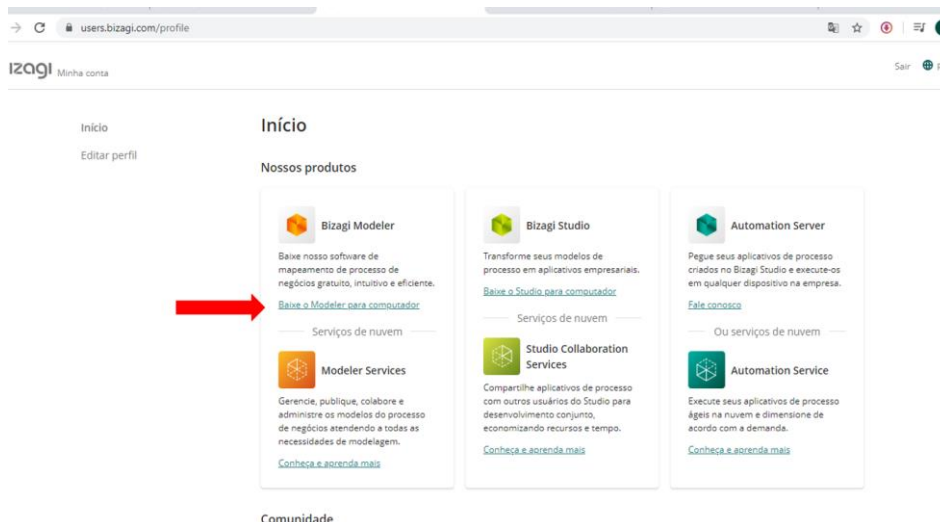 users.bizagi.com/profile
IZAGI Minha conta
Sair
Início
Editar perfil
Início
Nossos produtos
Bizagi Modeler
Baixe nosso software de
mapeamento de processo de
negócios gratuito, intuitivo e eficiente.
Baixe o Modeler para computador
Serviços de nuvem
Modeler Services
Gerencie, publique, colabore e
administre os modelos do processo
de negócios atendendo a todas as
necessidades de modelagem.
Conheça e aprenda mais
Bizagi Studio
Transforme seus modelos de
processo em aplicativos empresariais.
Baixe o Studio para computador
Serviços de nuvem
Studio Collaboration
Services
Compartilhe aplicativos de processo
com outros usuários do Studio para
desenvolvimento conjunto,
economizando recursos e tempo.
Conheça e aprenda mais
Automation Server
Pegue seus aplicativos de processo
criados no Bizagi Studio e execute-os
em qualquer dispositivo na empresa.
Fale conosco
Ou serviços de nuvem
Automation Service
Execute seus aplicativos de processo
ágeis na nuvem e dimensione de
acordo com a demanda.
Conheça e aprenda mais
Comunidade